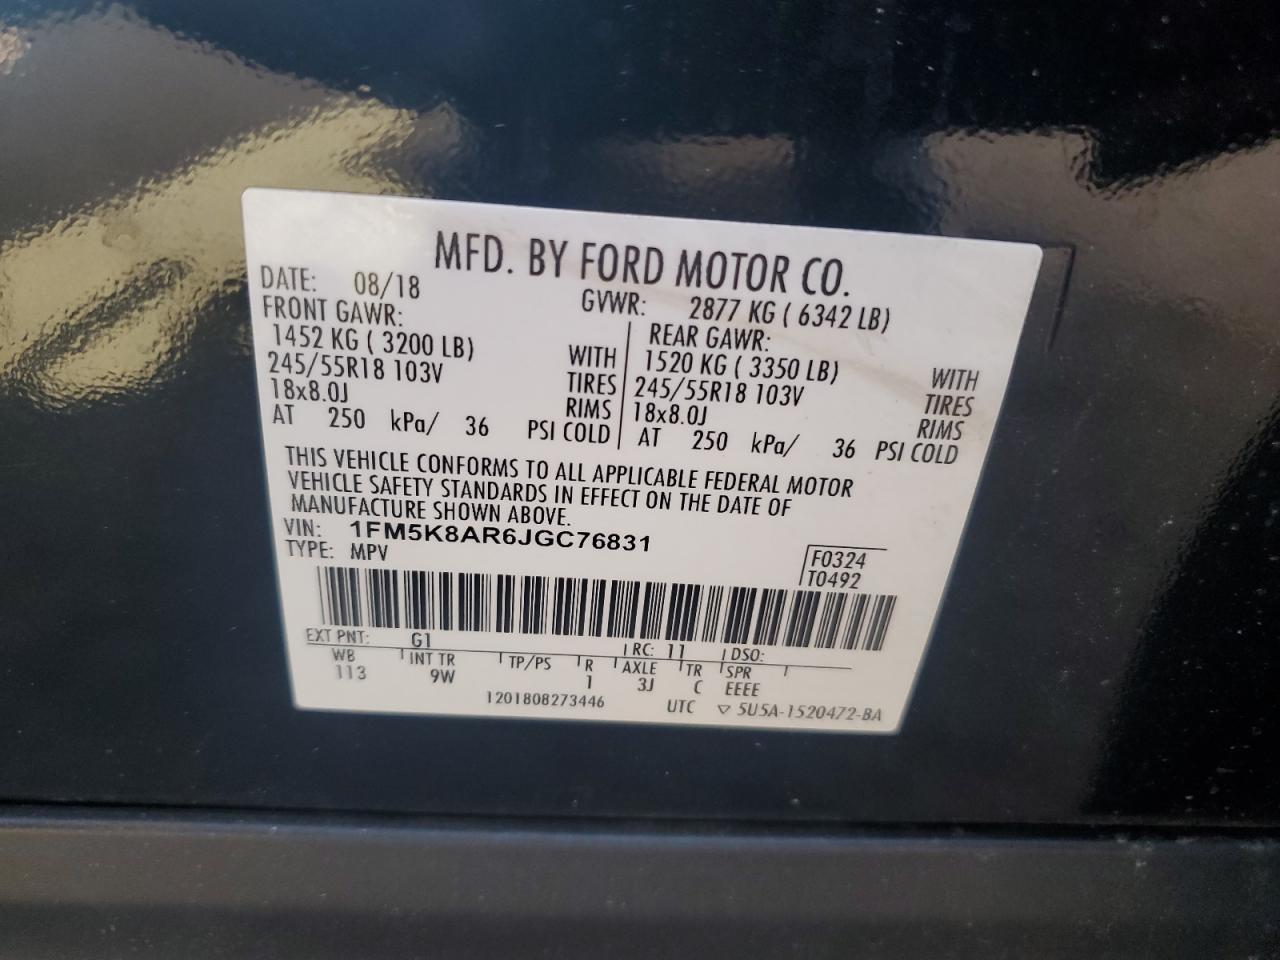 MFD. BY FORD MOTOR CO.
DATE: 08/18 GVWR: 2877 KG ( 6342 LB)
FRONT GAWR: REAR GAWR:
1452 KG ( 3200 LB) WITH 1520 KG ( 3350 LB) WITH
245/55R18 103V TIRES 245/55R18 103V TIRES
18x8.0J RIMS 18x8.0J RIMS
AT 250 kPa/ 36 PSI COLD AT 250 kPa/ 36 PSI COLD
THIS VEHICLE CONFORMS TO ALL APPLICABLE FEDERAL MOTOR
VEHICLE SAFETY STANDARDS IN EFFECT ON THE DATE OF
MANUFACTURE SHOWN ABOVE.
VIN: 1FM5K8AR6JGC76831
TYPE: MPV
F0324
T0492
EXT PNT: G1 RC: 11 DSO:
WB INT TR TP/PS R AXLE TR SPR
113 9W 1 3J C EEEE
1201808273446 UTC ▽ 5U5A-1520472-BA